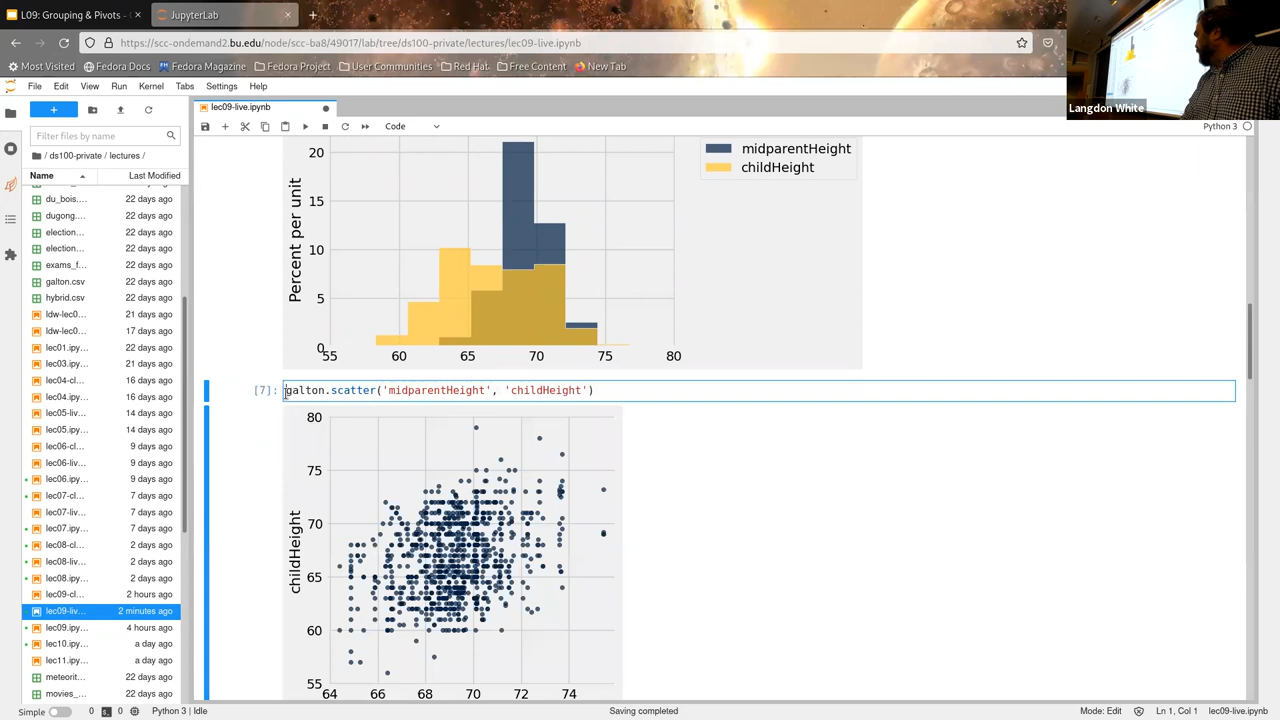 L09: Grouping & Pivots - C
JupyterLab
https://scc-ondemand2.bu.edu/node/scc-ba8/49017/lab/tree/ds100-private/lectures/lec09-live.ipynb
Most Visited
Fedora Docs
Fedora Magazine
Fedora Project
User Communities
Red Hat
Free Content
New Tab
Langdon White
File Edit View Run Kernel Tabs Settings Help
lec09-live.ipynb
Code
Python 3
Filter files by name
/ ds100-private / lectures /
Name Last Modified
du_bois.... 22 days ago
dugong.... 22 days ago
election... 22 days ago
election... 22 days ago
exams_f... 22 days ago
galton.csv 22 days ago
hybrid.csv 22 days ago
ldw-lec0... 21 days ago
ldw-lec0... 17 days ago
lec01.ipy... 22 days ago
lec03.ipy... 21 days ago
lec04-cl... 16 days ago
lec04.ipy... 16 days ago
lec05-liv... 14 days ago
lec05.ipy... 14 days ago
lec06-cl... 9 days ago
lec06-liv... 9 days ago
lec06.ipy... 9 days ago
lec07-cl... 7 days ago
lec07-liv... 7 days ago
lec07.ipy... 7 days ago
lec08-cl... 2 days ago
lec08-liv... 2 days ago
lec08.ipy... 2 days ago
lec09-cl... 2 hours ago
lec09-liv... 2 minutes ago
lec09.ipy... 4 hours ago
lec10.ipy... a day ago
lec11.ipy... a day ago
meteorit... 22 days ago
movies_... 22 days ago
midparentHeight
childHeight
Percent per unit
20
15
10
5
0
55 60 65 70 75 80
[7]: galton.scatter('midparentHeight', 'childHeight')
childHeight
80
75
70
65
60
55
64 66 68 70 72 74
Simple 0 0 Python 3 | Idle Saving completed Mode: Edit Ln 1, Col 1 lec09-live.ipynb